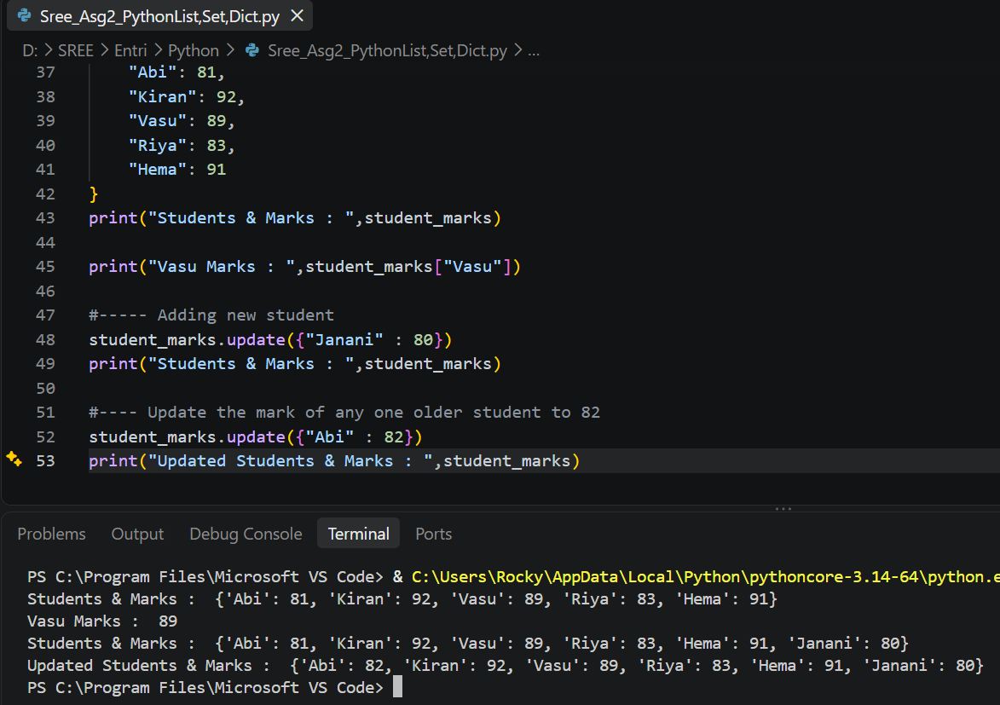 Sree_Asg2_PythonList,Set,Dict.py
D: > SREE > Entri > Python > Sree_Asg2_PythonList,Set,Dict.py > ...
37 "Abi": 81,
38 "Kiran": 92,
39 "Vasu": 89,
40 "Riya": 83,
41 "Hema": 91
42 }
43 print("Students & Marks : ",student_marks)
44
45 print("Vasu Marks : ",student_marks["Vasu"])
46
47 #----- Adding new student
48 student_marks.update({"Janani" : 80})
49 print("Students & Marks : ",student_marks)
50
51 #---- Update the mark of any one older student to 82
52 student_marks.update({"Abi" : 82})
53 print("Updated Students & Marks : ",student_marks)
Problems Output Debug Console Terminal Ports
PS C:\Program Files\Microsoft VS Code> & C:\Users\Rocky\AppData\Local\Python\pythoncore-3.14-64\python.e
Students & Marks :  {'Abi': 81, 'Kiran': 92, 'Vasu': 89, 'Riya': 83, 'Hema': 91}
Vasu Marks :  89
Students & Marks :  {'Abi': 81, 'Kiran': 92, 'Vasu': 89, 'Riya': 83, 'Hema': 91, 'Janani': 80}
Updated Students & Marks :  {'Abi': 82, 'Kiran': 92, 'Vasu': 89, 'Riya': 83, 'Hema': 91, 'Janani': 80}
PS C:\Program Files\Microsoft VS Code>